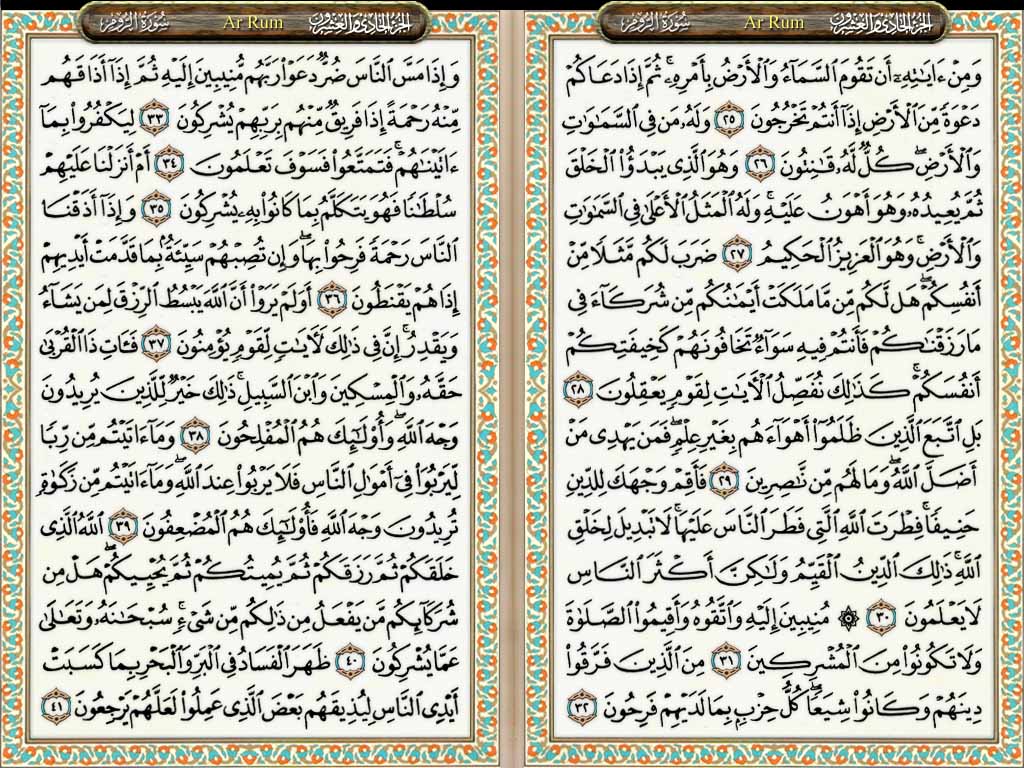 الجزء الحادي والعشرون Ar Rum سورة الروم
وَمِنْ ءَايَٰتِهِۦٓ أَن تَقُومَ ٱلسَّمَآءُ وَٱلْأَرْضُ بِأَمْرِهِۦ ۚ ثُمَّ إِذَا دَعَاكُمْ
دَعْوَةً مِّنَ ٱلْأَرْضِ إِذَآ أَنتُمْ تَخْرُجُونَ ٢٥ وَلَهُۥ مَن فِى ٱلسَّمَٰوَٰتِ
وَٱلْأَرْضِ ۖ كُلٌّ لَّهُۥ قَٰنِتُونَ ٢٦ وَهُوَ ٱلَّذِى يَبْدَؤُا۟ ٱلْخَلْقَ
ثُمَّ يُعِيدُهُۥ وَهُوَ أَهْوَنُ عَلَيْهِ ۚ وَلَهُ ٱلْمَثَلُ ٱلْأَعْلَىٰ فِى ٱلسَّمَٰوَٰتِ
وَٱلْأَرْضِ ۚ وَهُوَ ٱلْعَزِيزُ ٱلْحَكِيمُ ٢٧ ضَرَبَ لَكُم مَّثَلًا مِّنْ
أَنفُسِكُمْ ۖ هَل لَّكُم مِّن مَّا مَلَكَتْ أَيْمَٰنُكُم مِّن شُرَكَآءَ فِى
مَا رَزَقْنَٰكُمْ فَأَنتُمْ فِيهِ سَوَآءٌ تَخَافُونَهُمْ كَخِيفَتِكُمْ
أَنفُسَكُمْ ۚ كَذَٰلِكَ نُفَصِّلُ ٱلْءَايَٰتِ لِقَوْمٍ يَعْقِلُونَ ٢٨
بَلِ ٱتَّبَعَ ٱلَّذِينَ ظَلَمُوٓا۟ أَهْوَآءَهُم بِغَيْرِ عِلْمٍ ۖ فَمَن يَهْدِى مَنْ
أَضَلَّ ٱللَّهُ ۖ وَمَا لَهُم مِّن نَّٰصِرِينَ ٢٩ فَأَقِمْ وَجْهَكَ لِلدِّينِ
حَنِيفًا ۚ فِطْرَتَ ٱللَّهِ ٱلَّتِى فَطَرَ ٱلنَّاسَ عَلَيْهَا ۚ لَا تَبْدِيلَ لِخَلْقِ
ٱللَّهِ ۚ ذَٰلِكَ ٱلدِّينُ ٱلْقَيِّمُ وَلَٰكِنَّ أَكْثَرَ ٱلنَّاسِ
لَا يَعْلَمُونَ ٣٠ ۞ مُنِيبِينَ إِلَيْهِ وَٱتَّقُوهُ وَأَقِيمُوا۟ ٱلصَّلَوٰةَ
وَلَا تَكُونُوا۟ مِنَ ٱلْمُشْرِكِينَ ٣١ مِنَ ٱلَّذِينَ فَرَّقُوا۟
دِينَهُمْ وَكَانُوا۟ شِيَعًا ۖ كُلُّ حِزْبٍۭ بِمَا لَدَيْهِمْ فَرِحُونَ ٣٢
الجزء الحادي والعشرون Ar Rum سورة الروم
وَإِذَا مَسَّ ٱلنَّاسَ ضُرٌّ دَعَوْا۟ رَبَّهُم مُّنِيبِينَ إِلَيْهِ ثُمَّ إِذَآ أَذَاقَهُم
مِّنْهُ رَحْمَةً إِذَا فَرِيقٌ مِّنْهُم بِرَبِّهِمْ يُشْرِكُونَ ٣٣ لِيَكْفُرُوا۟ بِمَآ
ءَاتَيْنَٰهُمْ ۚ فَتَمَتَّعُوا۟ فَسَوْفَ تَعْلَمُونَ ٣٤ أَمْ أَنزَلْنَا عَلَيْهِمْ
سُلْطَٰنًا فَهُوَ يَتَكَلَّمُ بِمَا كَانُوا۟ بِهِۦ يُشْرِكُونَ ٣٥ وَإِذَآ أَذَقْنَا
ٱلنَّاسَ رَحْمَةً فَرِحُوا۟ بِهَا ۖ وَإِن تُصِبْهُمْ سَيِّئَةٌۢ بِمَا قَدَّمَتْ أَيْدِيهِمْ
إِذَا هُمْ يَقْنَطُونَ ٣٦ أَوَلَمْ يَرَوْا۟ أَنَّ ٱللَّهَ يَبْسُطُ ٱلرِّزْقَ لِمَن يَشَآءُ
وَيَقْدِرُ ۚ إِنَّ فِى ذَٰلِكَ لَءَايَٰتٍ لِّقَوْمٍ يُؤْمِنُونَ ٣٧ فَـَٔاتِ ذَا ٱلْقُرْبَىٰ
حَقَّهُۥ وَٱلْمِسْكِينَ وَٱبْنَ ٱلسَّبِيلِ ۚ ذَٰلِكَ خَيْرٌ لِّلَّذِينَ يُرِيدُونَ
وَجْهَ ٱللَّهِ ۖ وَأُو۟لَٰٓئِكَ هُمُ ٱلْمُفْلِحُونَ ٣٨ وَمَآ ءَاتَيْتُم مِّن رِّبًا
لِّيَرْبُوَا۟ فِىٓ أَمْوَٰلِ ٱلنَّاسِ فَلَا يَرْبُوا۟ عِندَ ٱللَّهِ ۖ وَمَآ ءَاتَيْتُم مِّن زَكَوٰةٍ
تُرِيدُونَ وَجْهَ ٱللَّهِ فَأُو۟لَٰٓئِكَ هُمُ ٱلْمُضْعِفُونَ ٣٩ ٱللَّهُ ٱلَّذِى
خَلَقَكُمْ ثُمَّ رَزَقَكُمْ ثُمَّ يُمِيتُكُمْ ثُمَّ يُحْيِيكُمْ ۖ هَلْ مِن
شُرَكَآئِكُم مَّن يَفْعَلُ مِن ذَٰلِكُم مِّن شَىْءٍ ۚ سُبْحَٰنَهُۥ وَتَعَٰلَىٰ
عَمَّا يُشْرِكُونَ ٤٠ ظَهَرَ ٱلْفَسَادُ فِى ٱلْبَرِّ وَٱلْبَحْرِ بِمَا كَسَبَتْ
أَيْدِى ٱلنَّاسِ لِيُذِيقَهُم بَعْضَ ٱلَّذِى عَمِلُوا۟ لَعَلَّهُمْ يَرْجِعُونَ ٤١